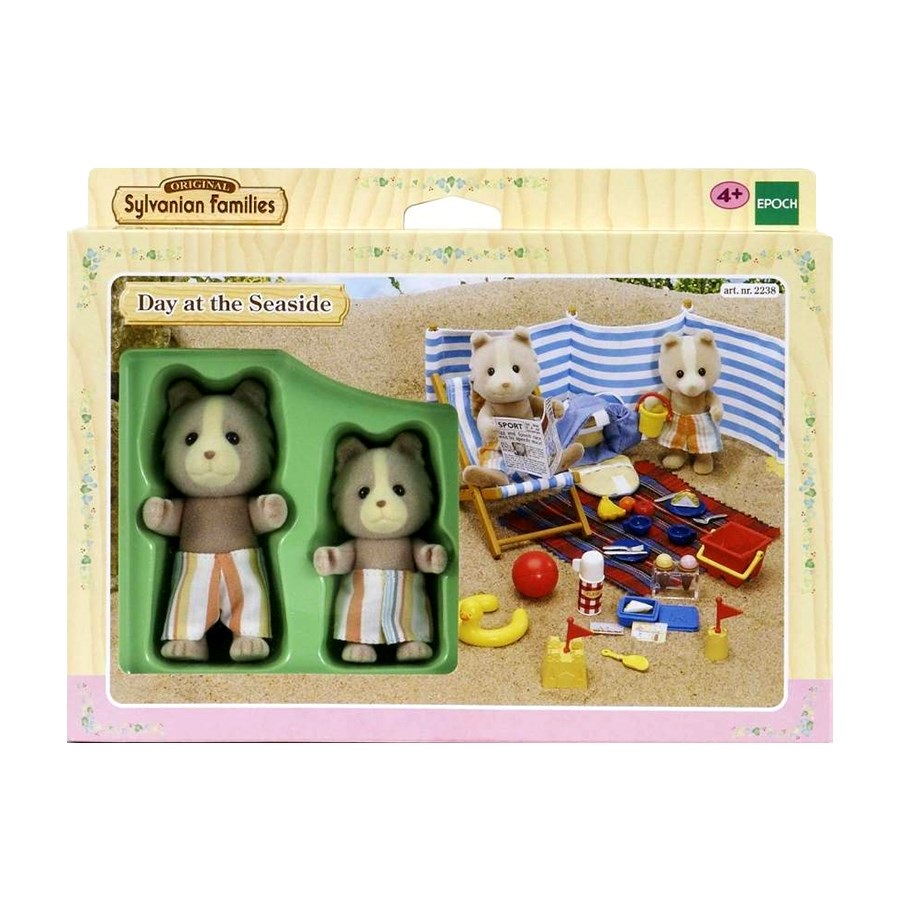 ORIGINAL
Sylvanian Families
4+
EPOCH
Day at the Seaside
art. nr. 2238
SPORT